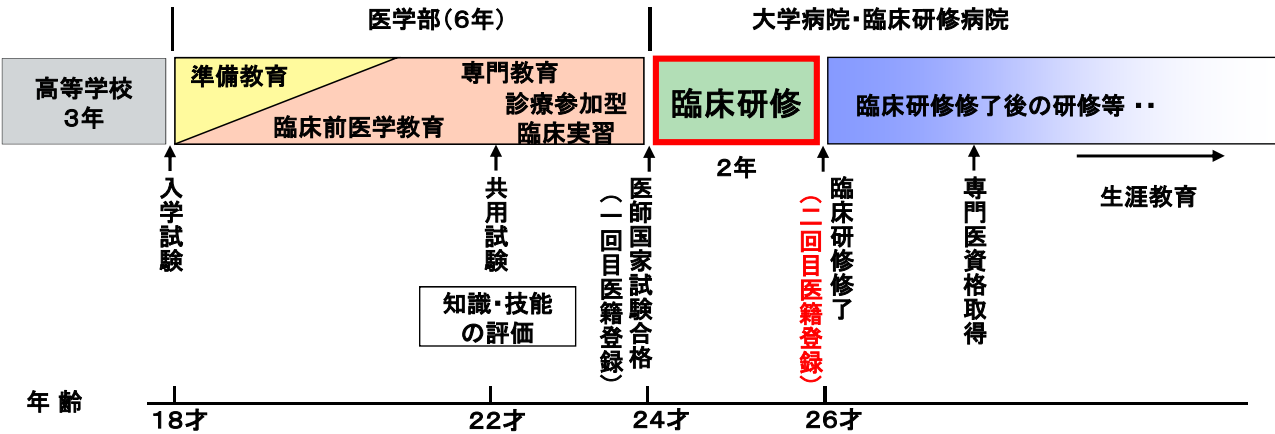 医学部（6年）
大学病院・臨床研修病院
高等学校
3年
準備教育
専門教育
診療参加型
臨床実習
臨床前医学教育
臨床研修
臨床研修修了後の研修等 ・・
2年
生涯教育
入学試験
共用試験
医師国家試験合格
（一回目医籍登録）
臨床研修修了
（二回目医籍登録）
専門医資格取得
知識・技能
の評価
年 齢
18才
22才
24才
26才